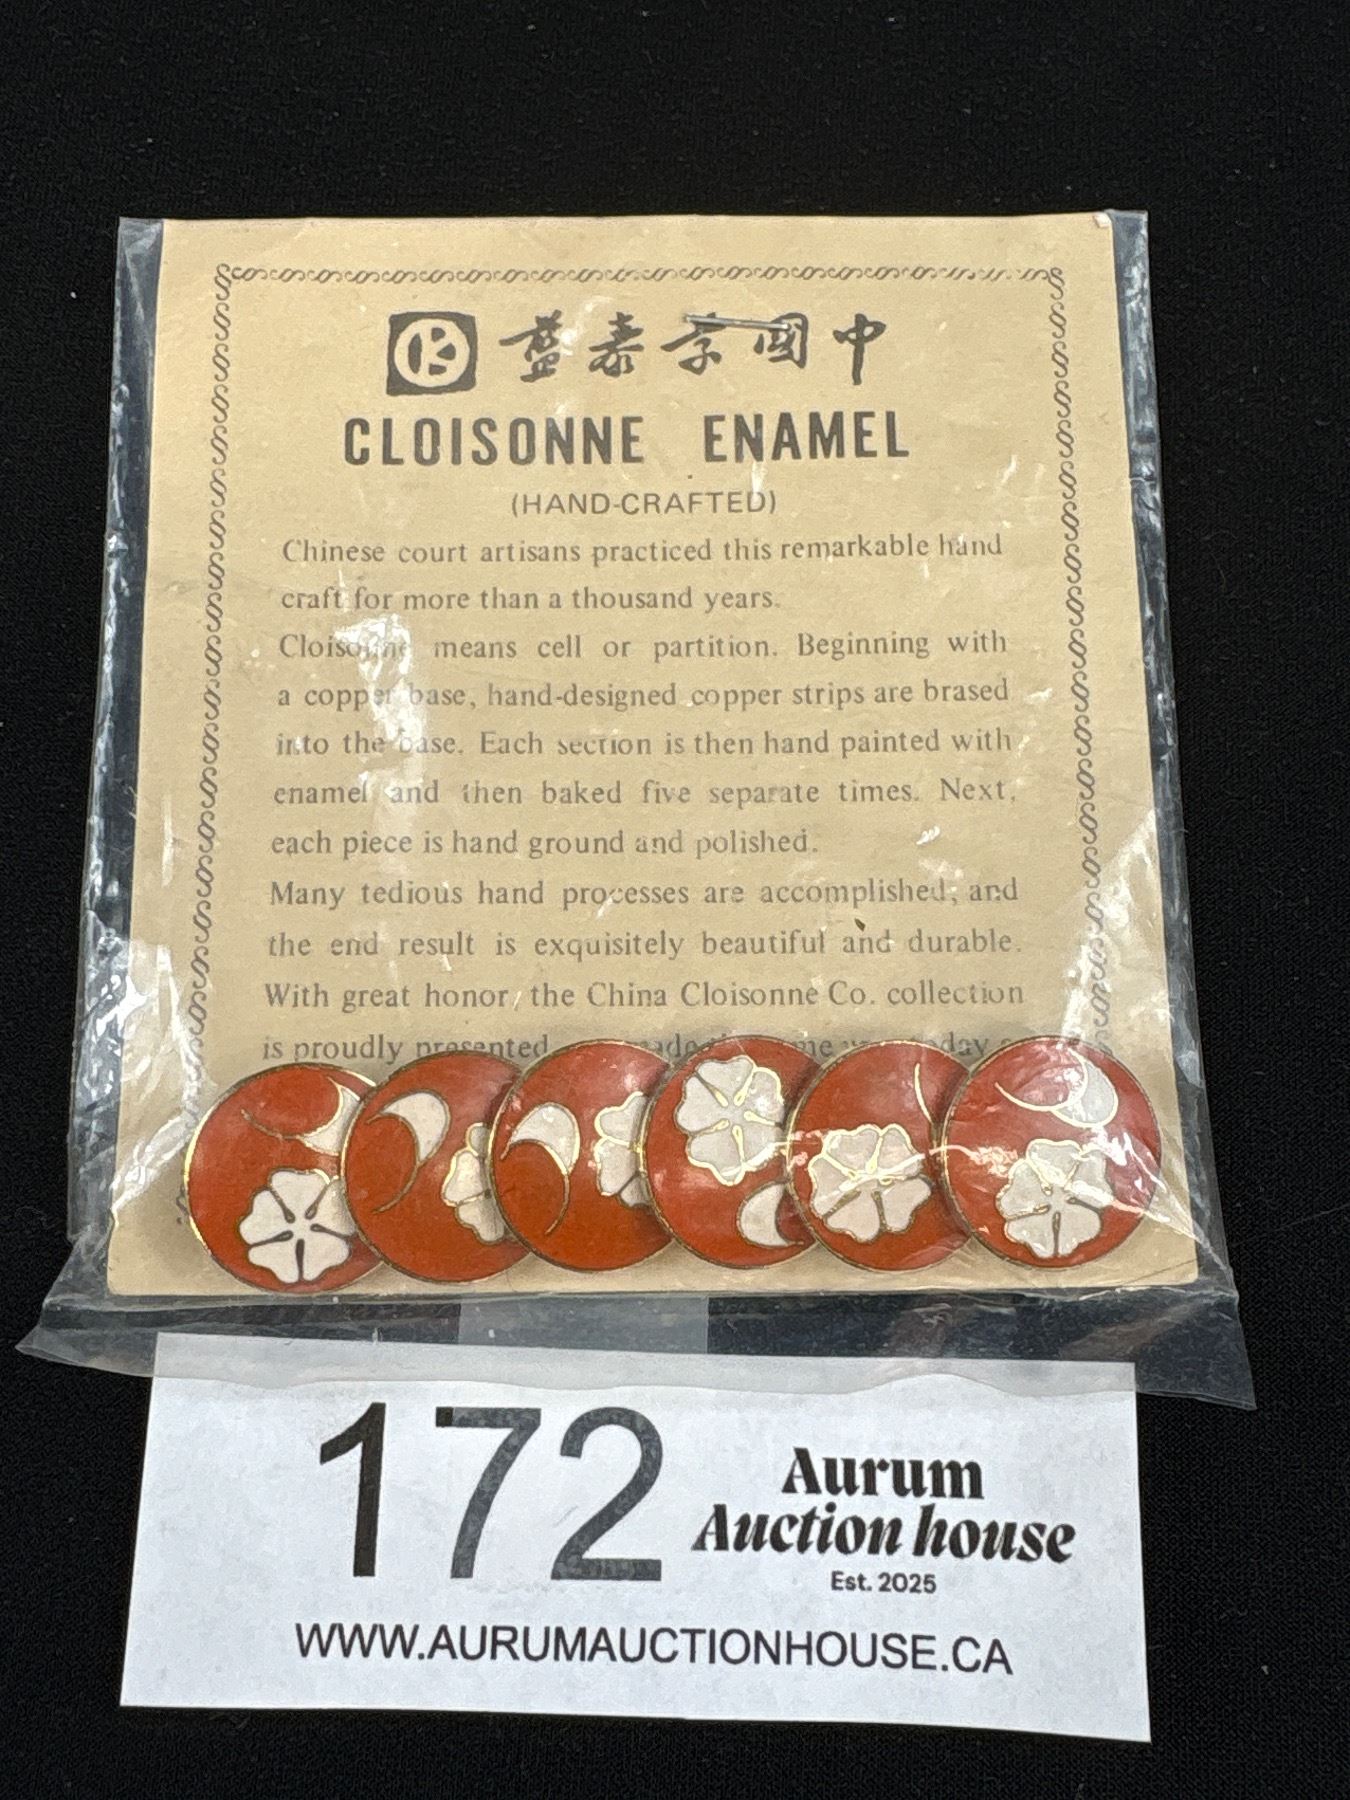 藍泰京國中
CLOISONNE ENAMEL
(HAND-CRAFTED)
Chinese court artisans practiced this remarkable hand
craft for more than a thousand years.
Cloisonne means cell or partition. Beginning with
a copper base, hand-designed copper strips are brased
into the base. Each section is then hand painted with
enamel and then baked five separate times. Next,
each piece is hand ground and polished.
Many tedious hand processes are accomplished, and
the end result is exquisitely beautiful and durable.
With great honor, the China Cloisonne Co. collection
is proudly presented
172
Aurum
Auction house
Est. 2025
WWW.AURUMAUCTIONHOUSE.CA